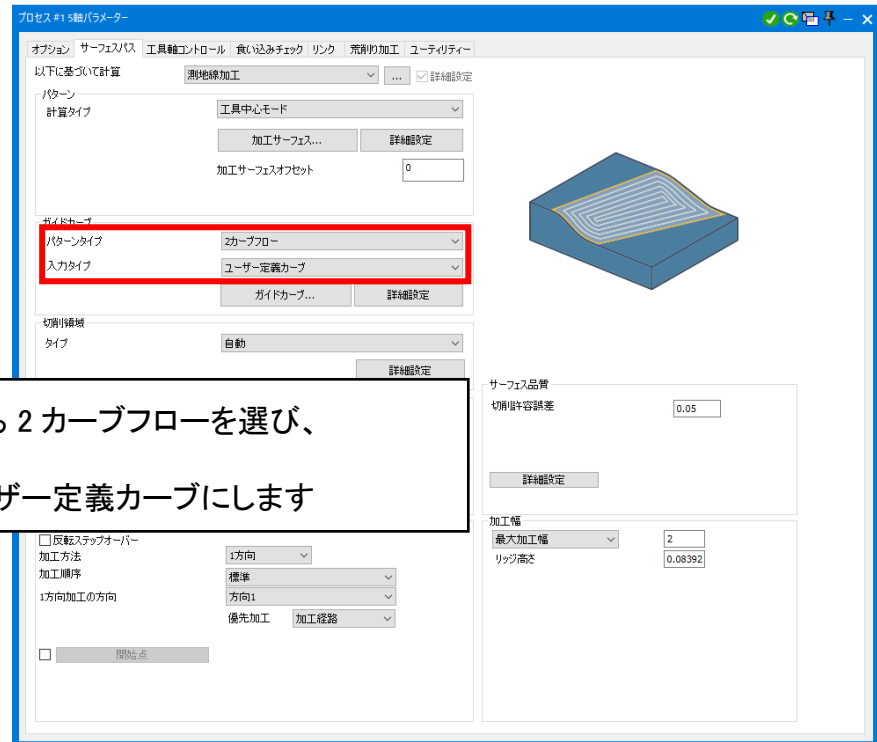 プロセス #1 5軸パラメーター
オプション サーフェスパス 工具軸コントロール 食い込みチェック リンク 荒削り加工 ユーティリティー
以下に基づいて計算 測地線加工 ... 詳細設定
パターン
計算タイプ 工具中心モード
加工サーフェス... 詳細設定
加工サーフェスオフセット 0
ガイドカーブ
パターンタイプ 2カーブフロー
入力タイプ ユーザー定義カーブ
ガイドカーブ... 詳細設定
切削領域
タイプ 自動
詳細設定
ら 2 カーブフローを選び、
ザー定義カーブにします
サーフェス品質
切削許容誤差 0.05
詳細設定
反転ステップオーバー
加工方法 1方向
加工順序 標準
1方向加工の方向 方向1
優先加工 加工経路
開始点
加工幅
最大加工幅 2
リッジ高さ 0.08392